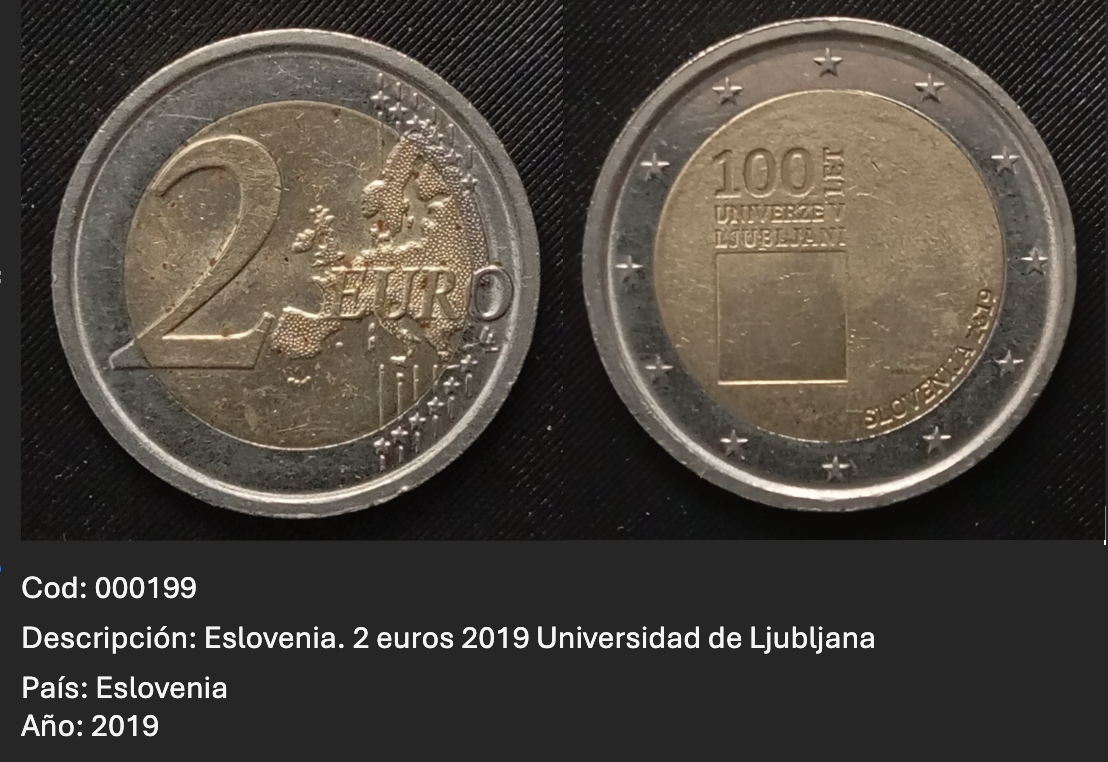 2 EURO
100 LET
UNIVERZE V
LJUBLJANI
SLOVENIJA 2019
Cod: 000199
Descripción: Eslovenia. 2 euros 2019 Universidad de Ljubljana
País: Eslovenia
Año: 2019